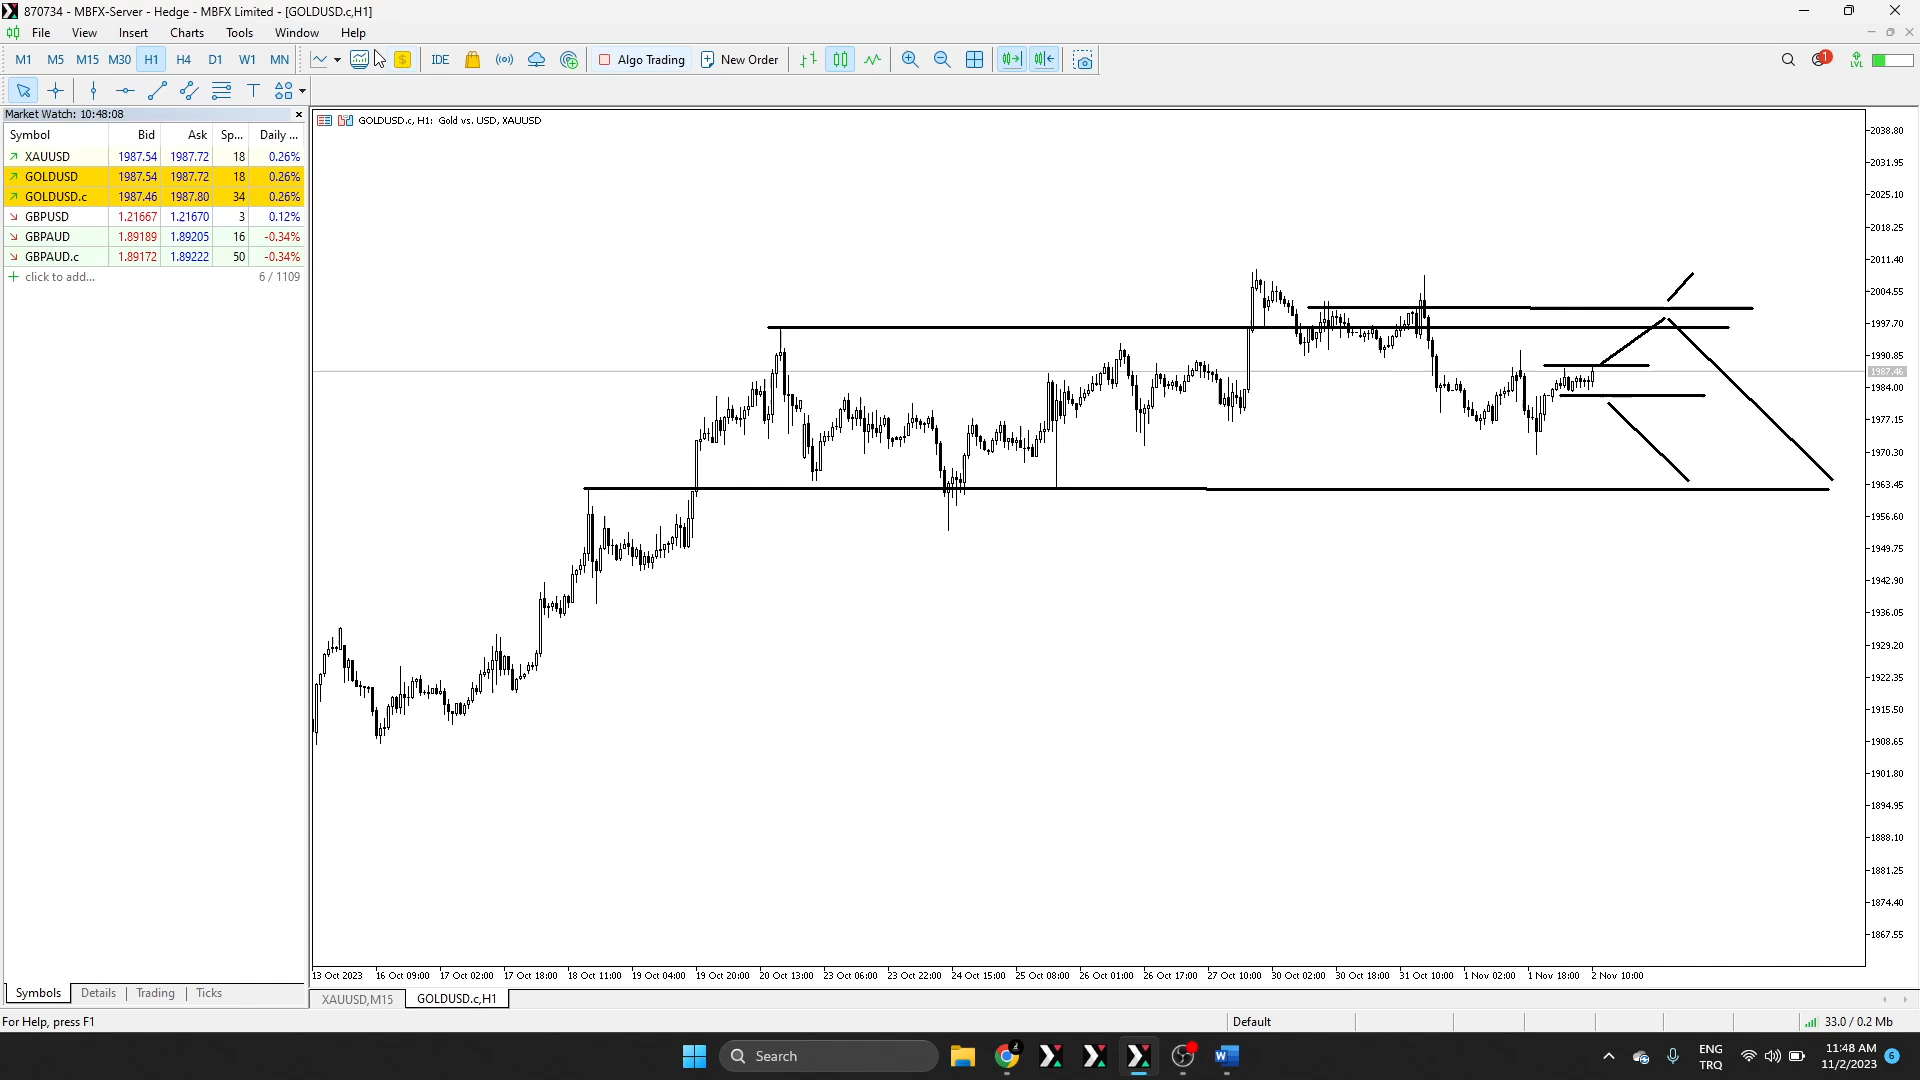 870734 - MBFX-Server - Hedge - MBFX Limited - [GOLDUSD.c,H1]
File View Insert Charts Tools Window Help
M1 M5 M15 M30 H1 H4 D1 W1 MN $ IDE Algo Trading New Order 1 LVL
T
Market Watch: 10:48:08
Symbol Bid Ask Sp... Daily ...
XAUUSD 1987.54 1987.72 18 0.26%
GOLDUSD 1987.54 1987.72 18 0.26%
GOLDUSD.c 1987.46 1987.80 34 0.26%
GBPUSD 1.21667 1.21670 3 0.12%
GBPAUD 1.89189 1.89205 16 -0.34%
GBPAUD.c 1.89172 1.89222 50 -0.34%
click to add... 6 / 1109
GOLDUSD.c, H1: Gold vs. USD, XAUUSD
2038.80
2031.95
2025.10
2018.25
2011.40
2004.55
1997.70
1990.85
1987.46
1984.00
1977.15
1970.30
1963.45
1956.60
1949.75
1942.90
1936.05
1929.20
1922.35
1915.50
1908.65
1901.80
1894.95
1888.10
1881.25
1874.40
1867.55
13 Oct 2023 16 Oct 09:00 17 Oct 02:00 17 Oct 18:00 18 Oct 11:00 19 Oct 04:00 19 Oct 20:00 20 Oct 13:00 23 Oct 06:00 23 Oct 22:00 24 Oct 15:00 25 Oct 08:00 26 Oct 01:00 26 Oct 17:00 27 Oct 10:00 30 Oct 02:00 30 Oct 18:00 31 Oct 10:00 1 Nov 02:00 1 Nov 18:00 2 Nov 10:00
Symbols Details Trading Ticks
XAUUSD,M15 GOLDUSD.c,H1
For Help, press F1 Default 33.0 / 0.2 Mb
Search
ENG
TRQ
11:48 AM
11/2/2023
6